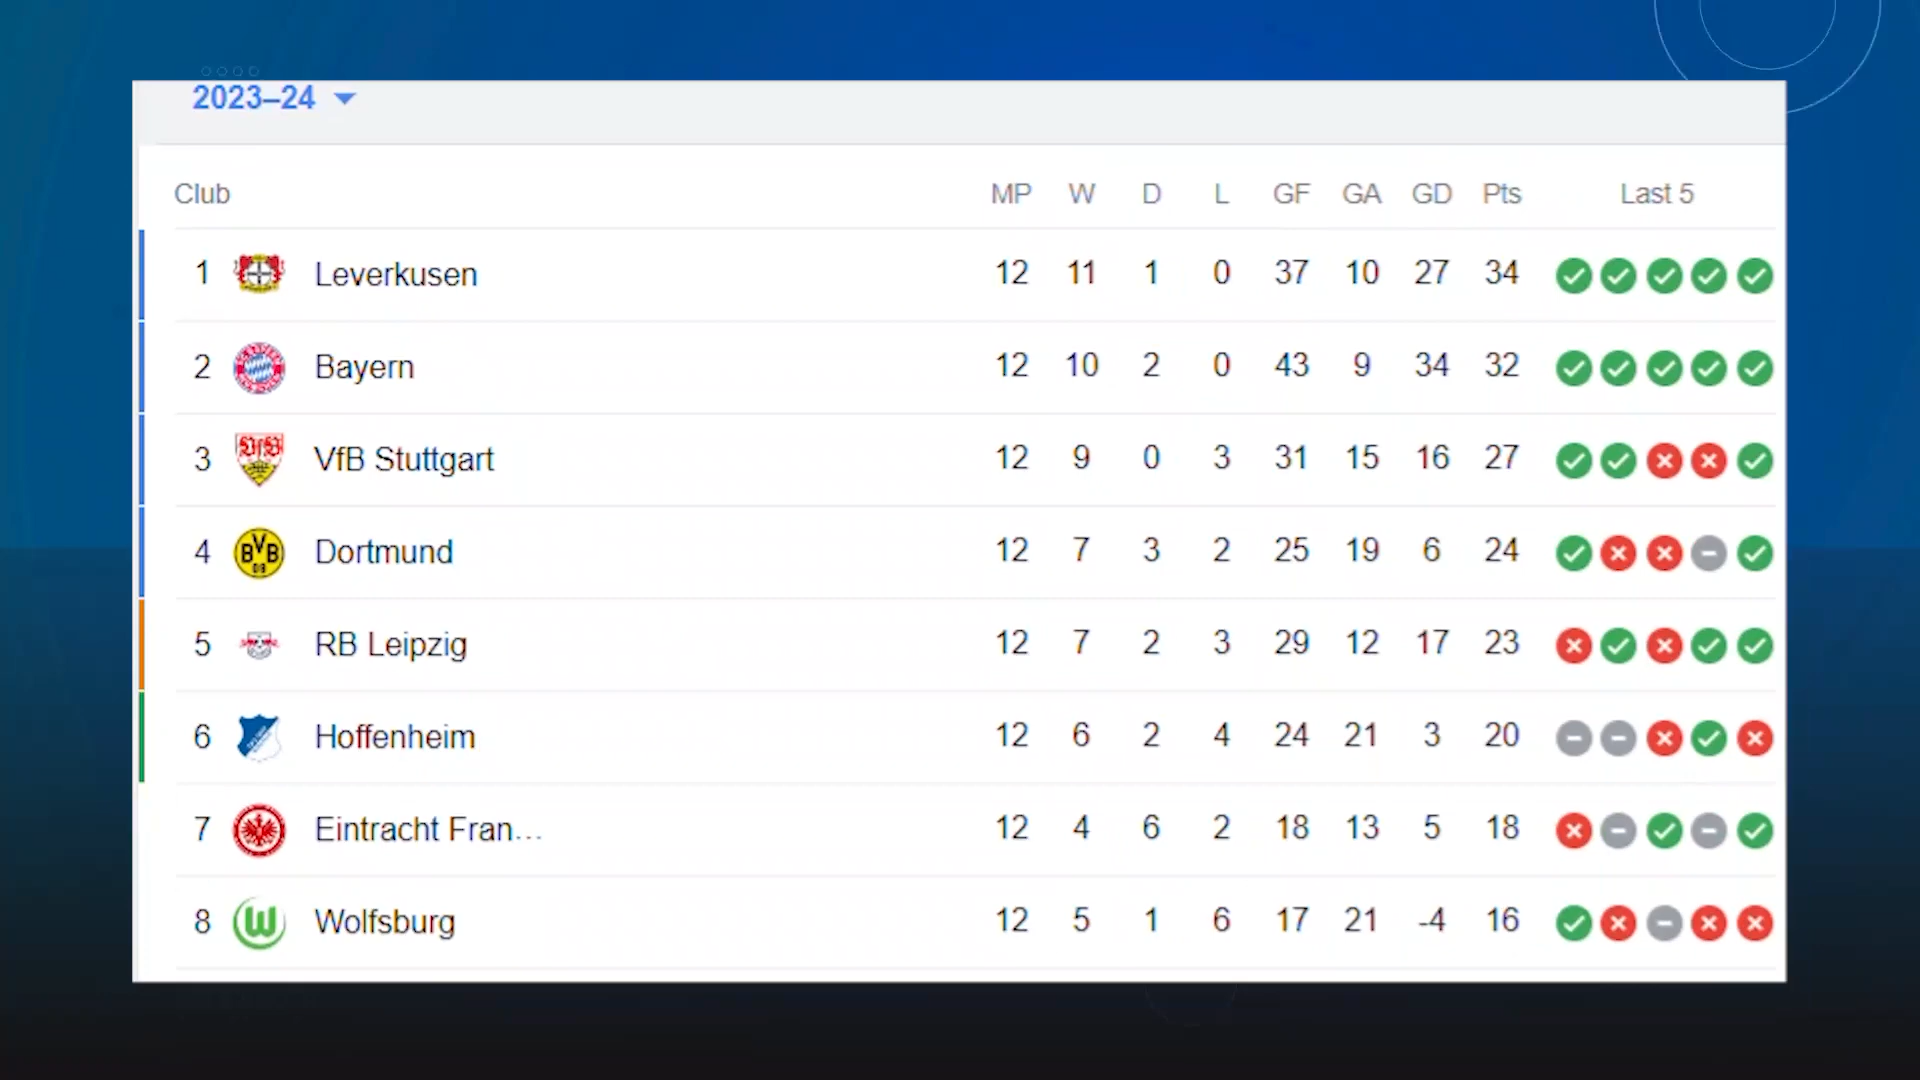 2023–24
Club MP W D L GF GA GD Pts Last 5
1 Leverkusen 12 11 1 0 37 10 27 34
2 Bayern 12 10 2 0 43 9 34 32
3 VfB Stuttgart 12 9 0 3 31 15 16 27
4 BVB 09 Dortmund 12 7 3 2 25 19 6 24
5 RB Leipzig 12 7 2 3 29 12 17 23
6 Hoffenheim 12 6 2 4 24 21 3 20
7 Eintracht Fran... 12 4 6 2 18 13 5 18
8 W Wolfsburg 12 5 1 6 17 21 -4 16